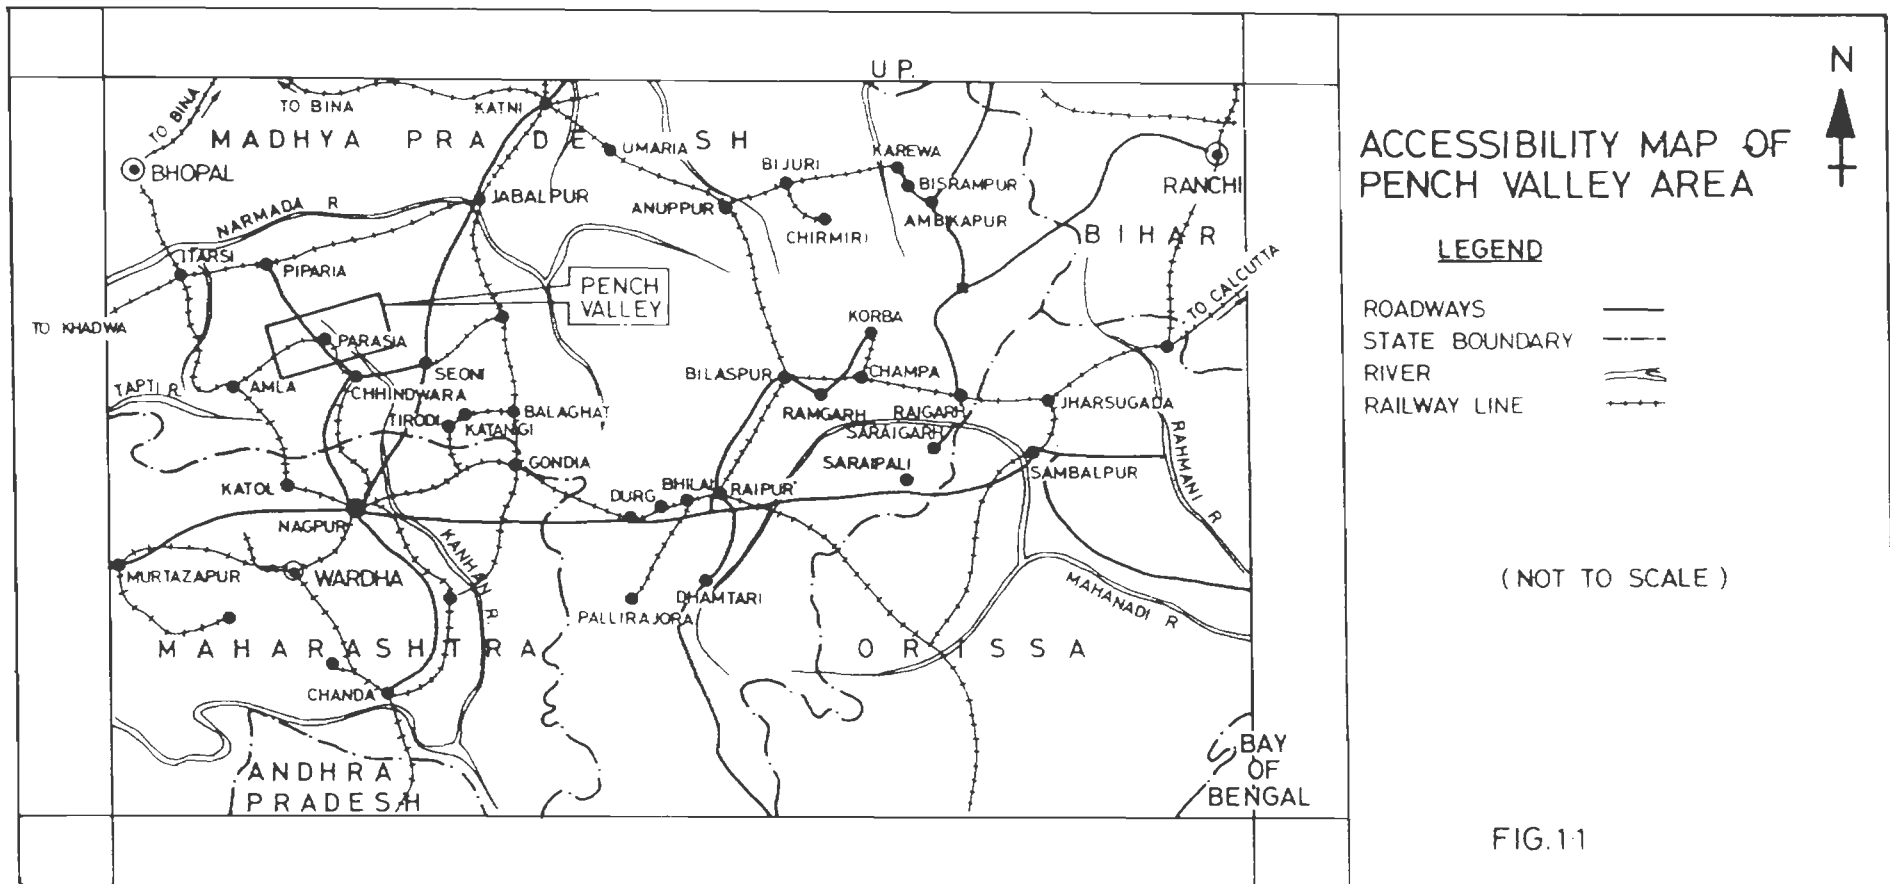 U.P.
N
TO BINA
TO BINA
KATNI
MADHYA PRADESH
UMARIA
BIJURI
KAREWA
BHOPAL
BISRAMPUR
RANCHI
JABALPUR
ANUPPUR
AMBIKAPUR
NARMADA R
CHIRMIRI
BIHAR
ITARSI
PIPARIA
TO CALCUTTA
PENCH
VALLEY
TO KHADWA
PARASIA
KORBA
SEONI
BILASPUR
CHAMPA
TAPTI R
AMLA
CHHINDWARA
TIRODI
KATANGI
BALAGHAT
RAMGARH
RAIGARH
JHARSUGADA
SARAIGARH
GONDIA
SARAIPALI
SAMBALPUR
RAHMANI R
KATOL
DURG
BHILAI
RAIPUR
NAGPUR
KANHAN R
MURTAZAPUR
WARDHA
DHAMTARI
PALLIRAJORA
MAHANADI R
MAHARASHTRA
ORISSA
CHANDA
ANDHRA
PRADESH
BAY
OF
BENGAL
ACCESSIBILITY MAP OF
PENCH VALLEY AREA
LEGEND
ROADWAYS
STATE BOUNDARY
RIVER
RAILWAY LINE
(NOT TO SCALE)
FIG.1.1